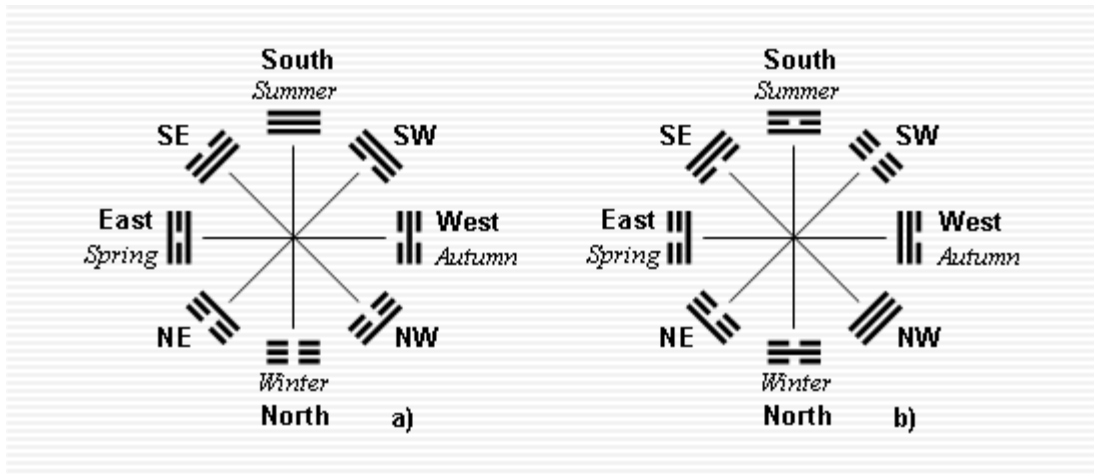 South
Summer
SE
SW
East
Spring
West
Autumn
NE
NW
Winter
North
a)
South
Summer
SE
SW
East
Spring
West
Autumn
NE
NW
Winter
North
b)